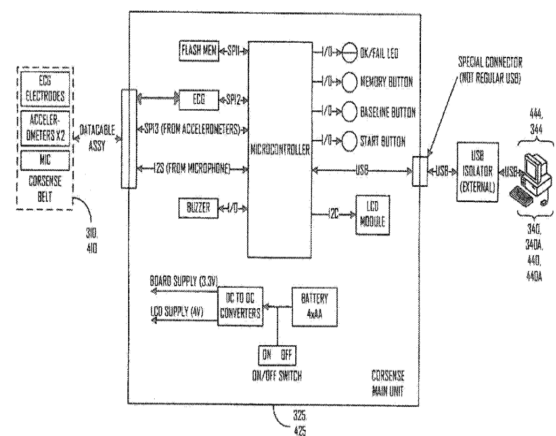 FLASH MEM
SPI1
I/O
OK/FAIL LED
I/O
MEMORY BUTTON
ECG
SPI2
I/O
BASELINE BUTTON
SPI3 (FROM ACCELEROMETERS)
I/O
START BUTTON
MICROCONTROLLER
I2S (FROM MICROPHONE)
USB
BUZZER
I/O
I2C
LCD
MODULE
ECG
ELECTRODES
ACCELER-
OMETERS X2
MIC
CORSENSE
BELT
DATACABLE
ASSY
310,
410
SPECIAL CONNECTOR
(NOT REGULAR USB)
USB
USB
ISOLATOR
(EXTERNAL)
USB
444,
344
340,
340A,
440,
440A
BOARD SUPPLY (3.3V)
LCD SUPPLY (4V)
DC TO DC
CONVERTERS
BATTERY
4xAA
ON OFF
ON/OFF SWITCH
CORSENSE
MAIN UNIT
325,
425